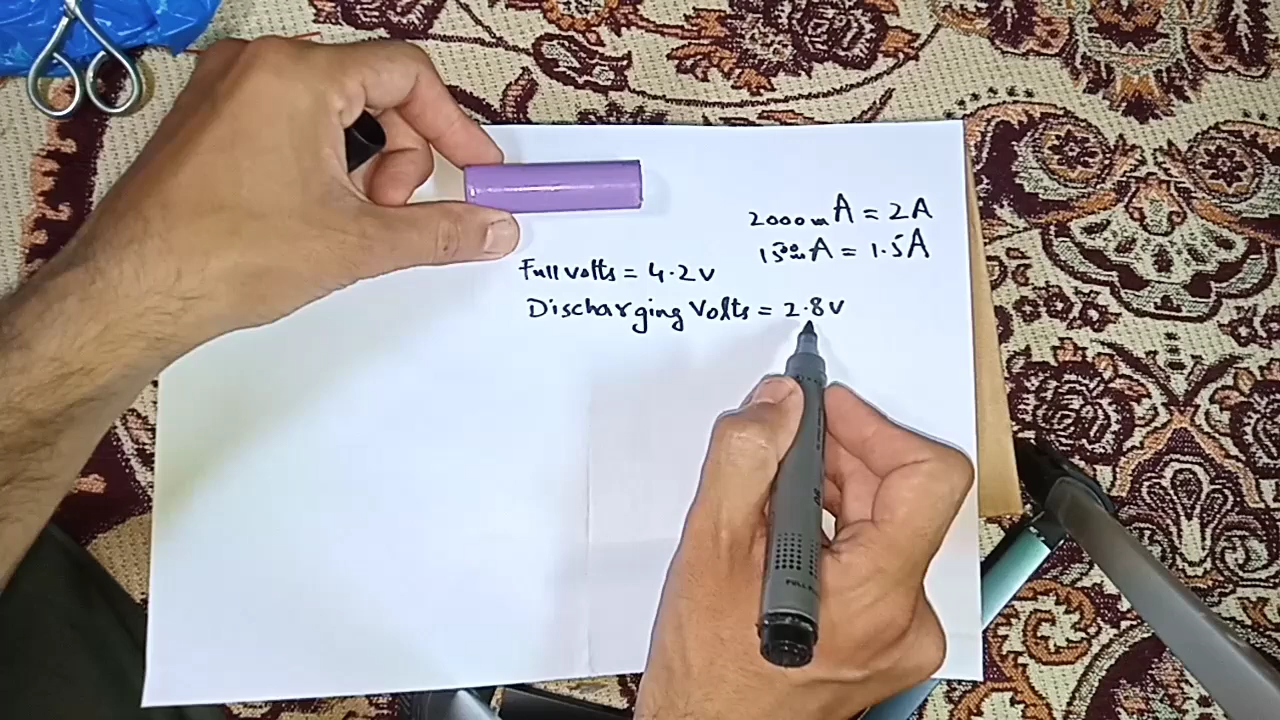 2000mA = 2A
1500mA = 1.5A
Full volts = 4.2v
Discharging Volts = 2.8v